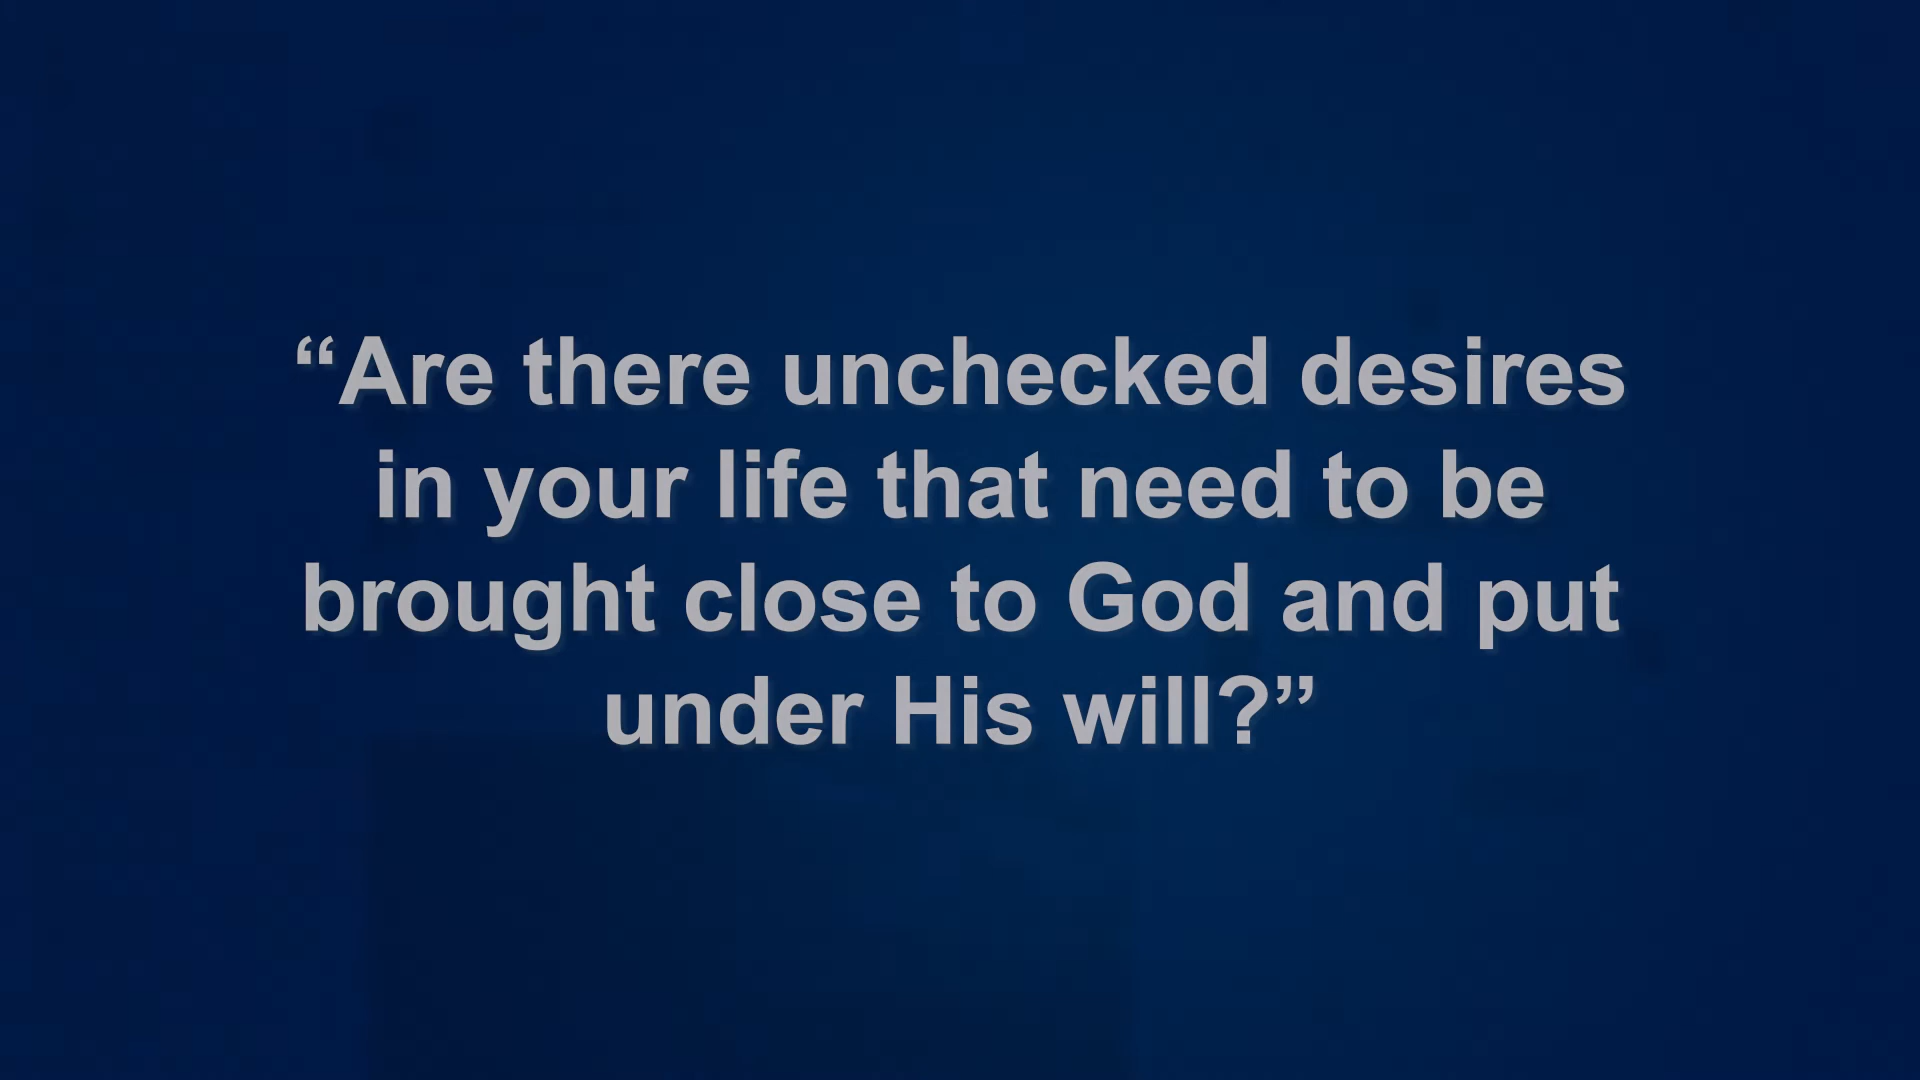 “Are there unchecked desires
in your life that need to be
brought close to God and put
under His will?”